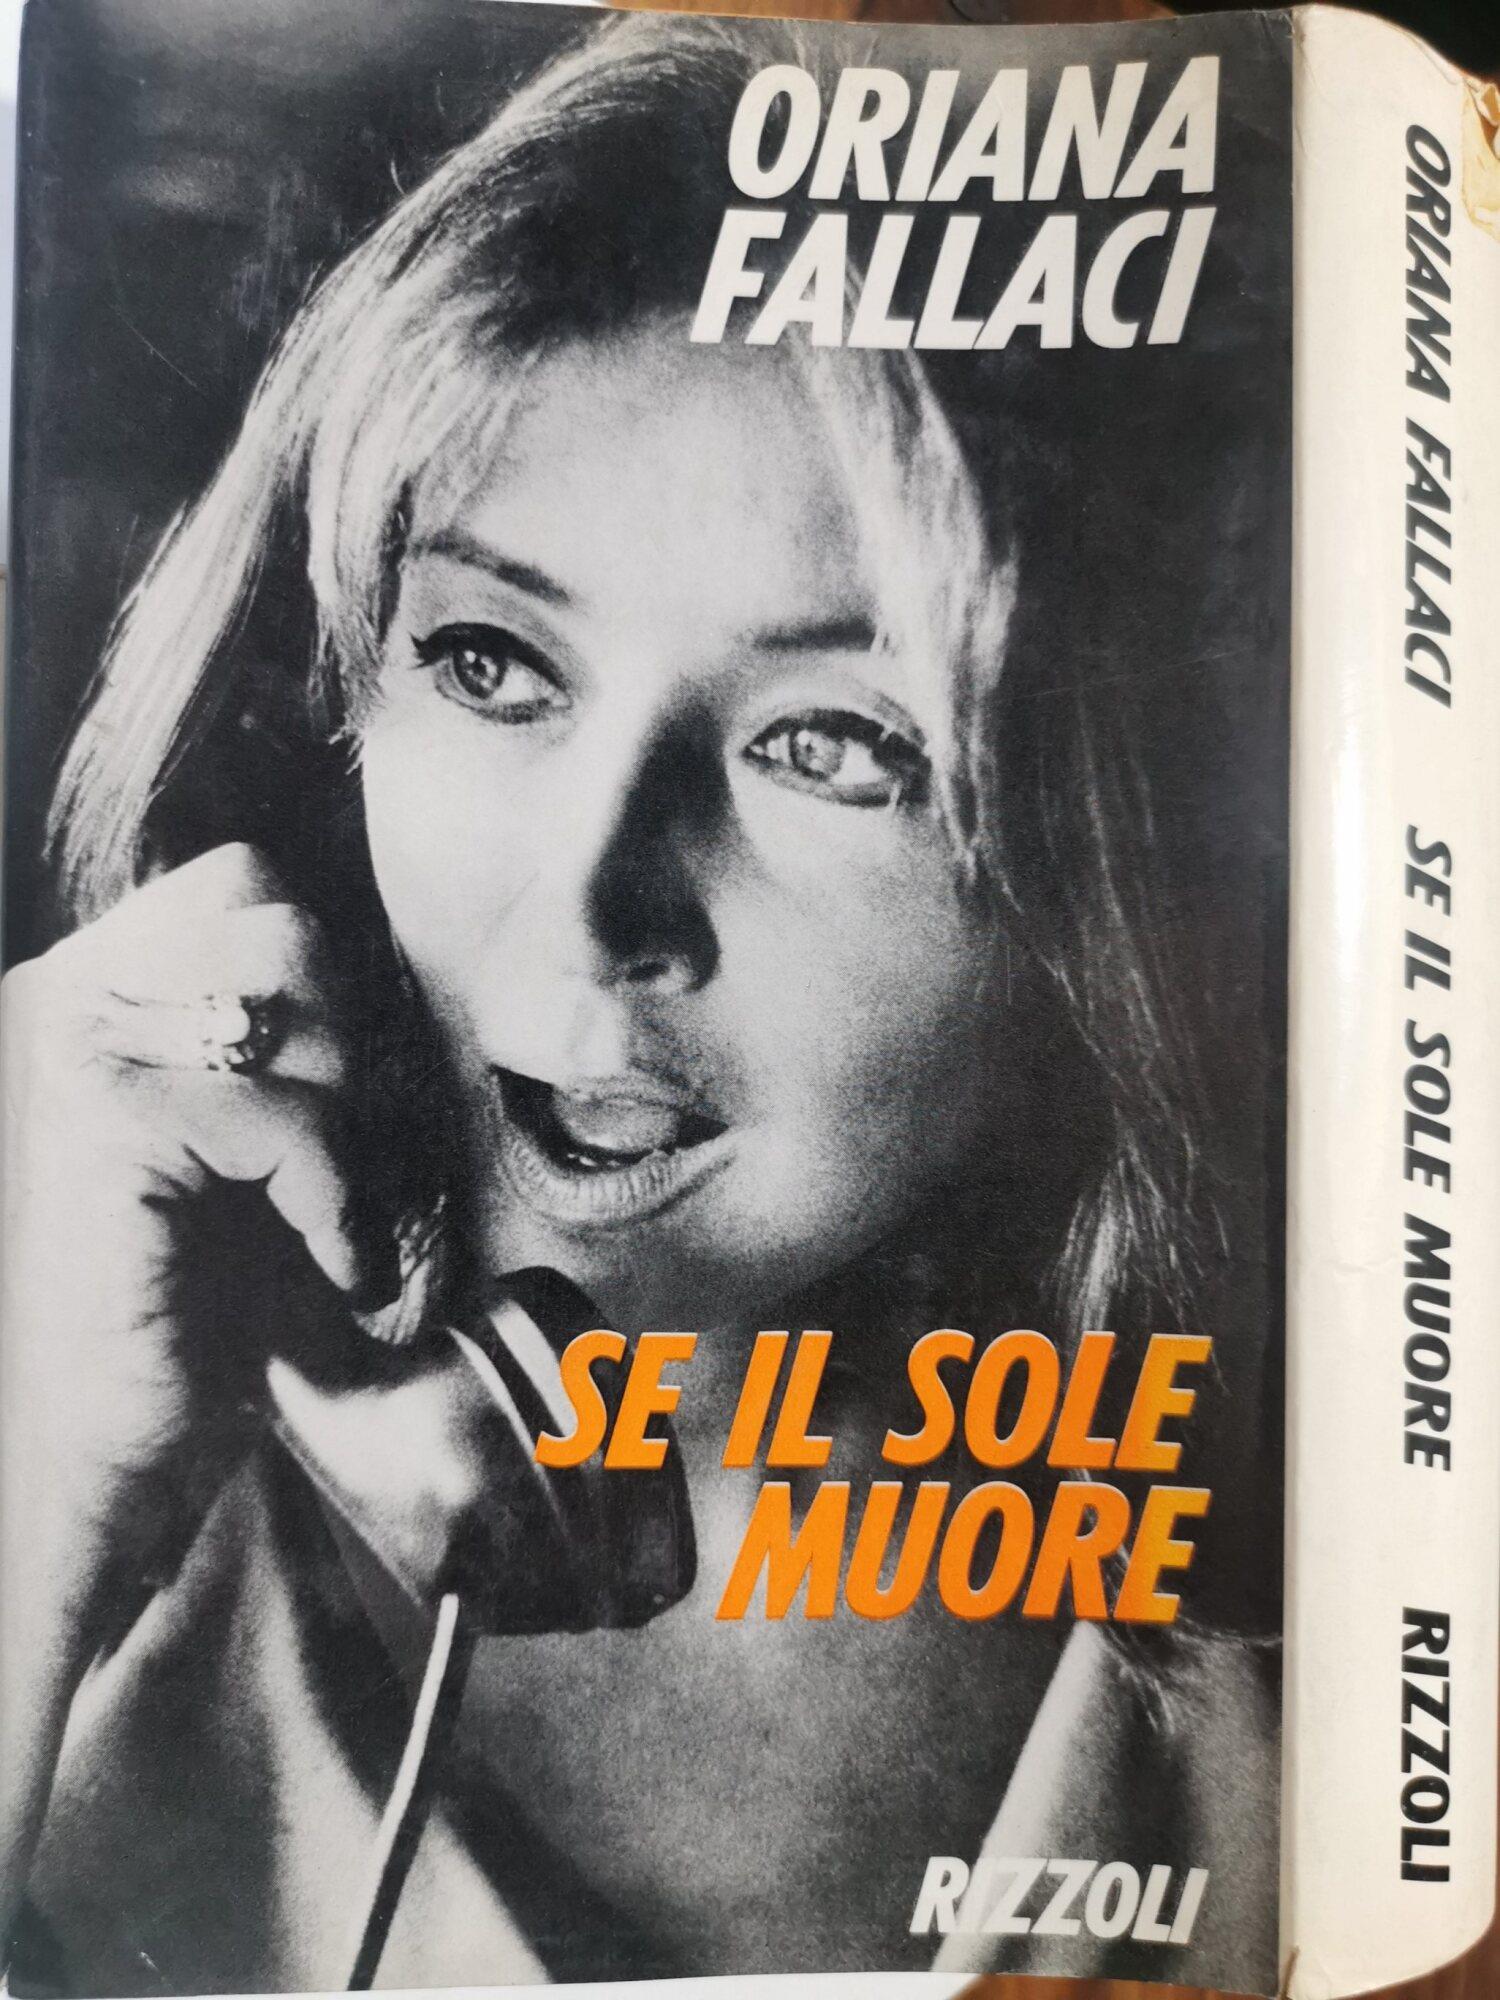 ORIANA
FALLACI
SE IL SOLE
MUORE
RIZZOLI
ORIANA FALLACI SE IL SOLE MUORE RIZZOLI